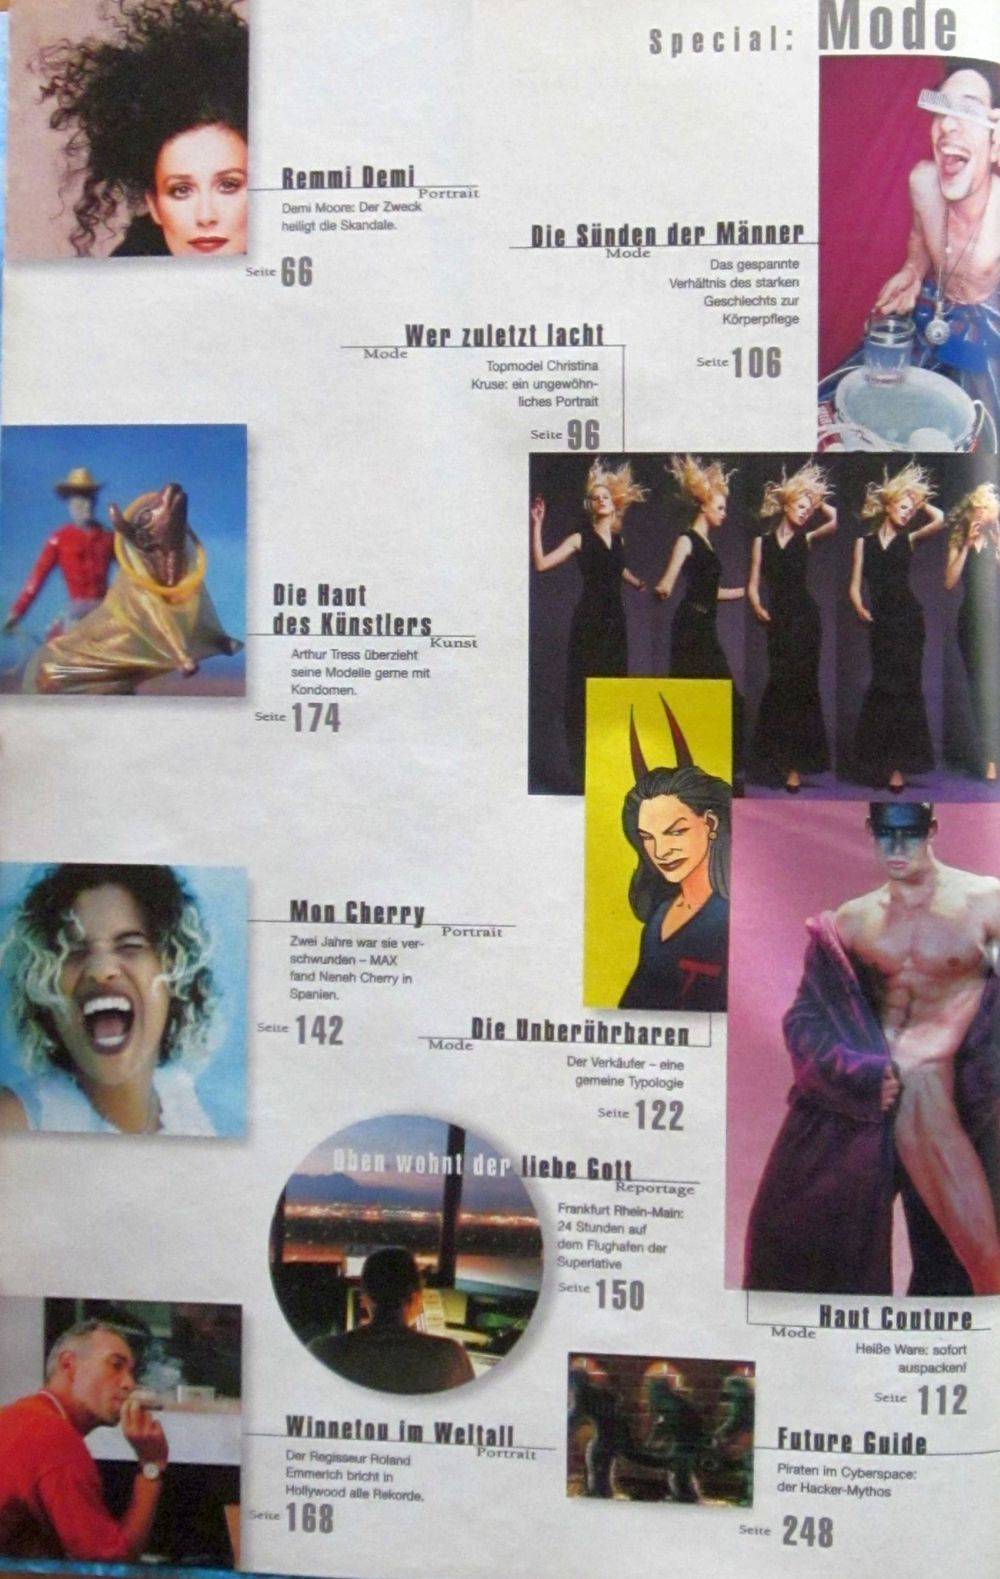 Special: Mode
Remmi Demi
Portrait
Demi Moore: Der Zweck
heiligt die Skandale.
Seite 66
Die Sünden der Männer
Mode
Das gespannte
Verhältnis des starken
Geschlechts zur
Körperpflege
Seite 106
Wer zuletzt lacht
Mode
Topmodel Christina
Kruse: ein ungewöhn-
liches Portrait
Seite 96
Die Haut
des Künstlers
Kunst
Arthur Tress überzieht
seine Modelle gerne mit
Kondomen.
Seite 174
Mon Cherry
Portrait
Zwei Jahre war sie ver-
schwunden – MAX
fand Neneh Cherry in
Spanien.
Seite 142
Die Unberührbaren
Mode
Der Verkäufer – eine
gemeine Typologie
Seite 122
Oben wohnt der liebe Gott
Reportage
Frankfurt Rhein-Main:
24 Stunden auf
dem Flughafen der
Superlative
Seite 150
Haut Couture
Mode
Heiße Ware: sofort
auspacken!
Seite 112
Winnetou im Weltall
Portrait
Der Regisseur Roland
Emmerich bricht in
Hollywood alle Rekorde.
Seite 168
Future Guide
Piraten im Cyberspace:
der Hacker-Mythos
Seite 248